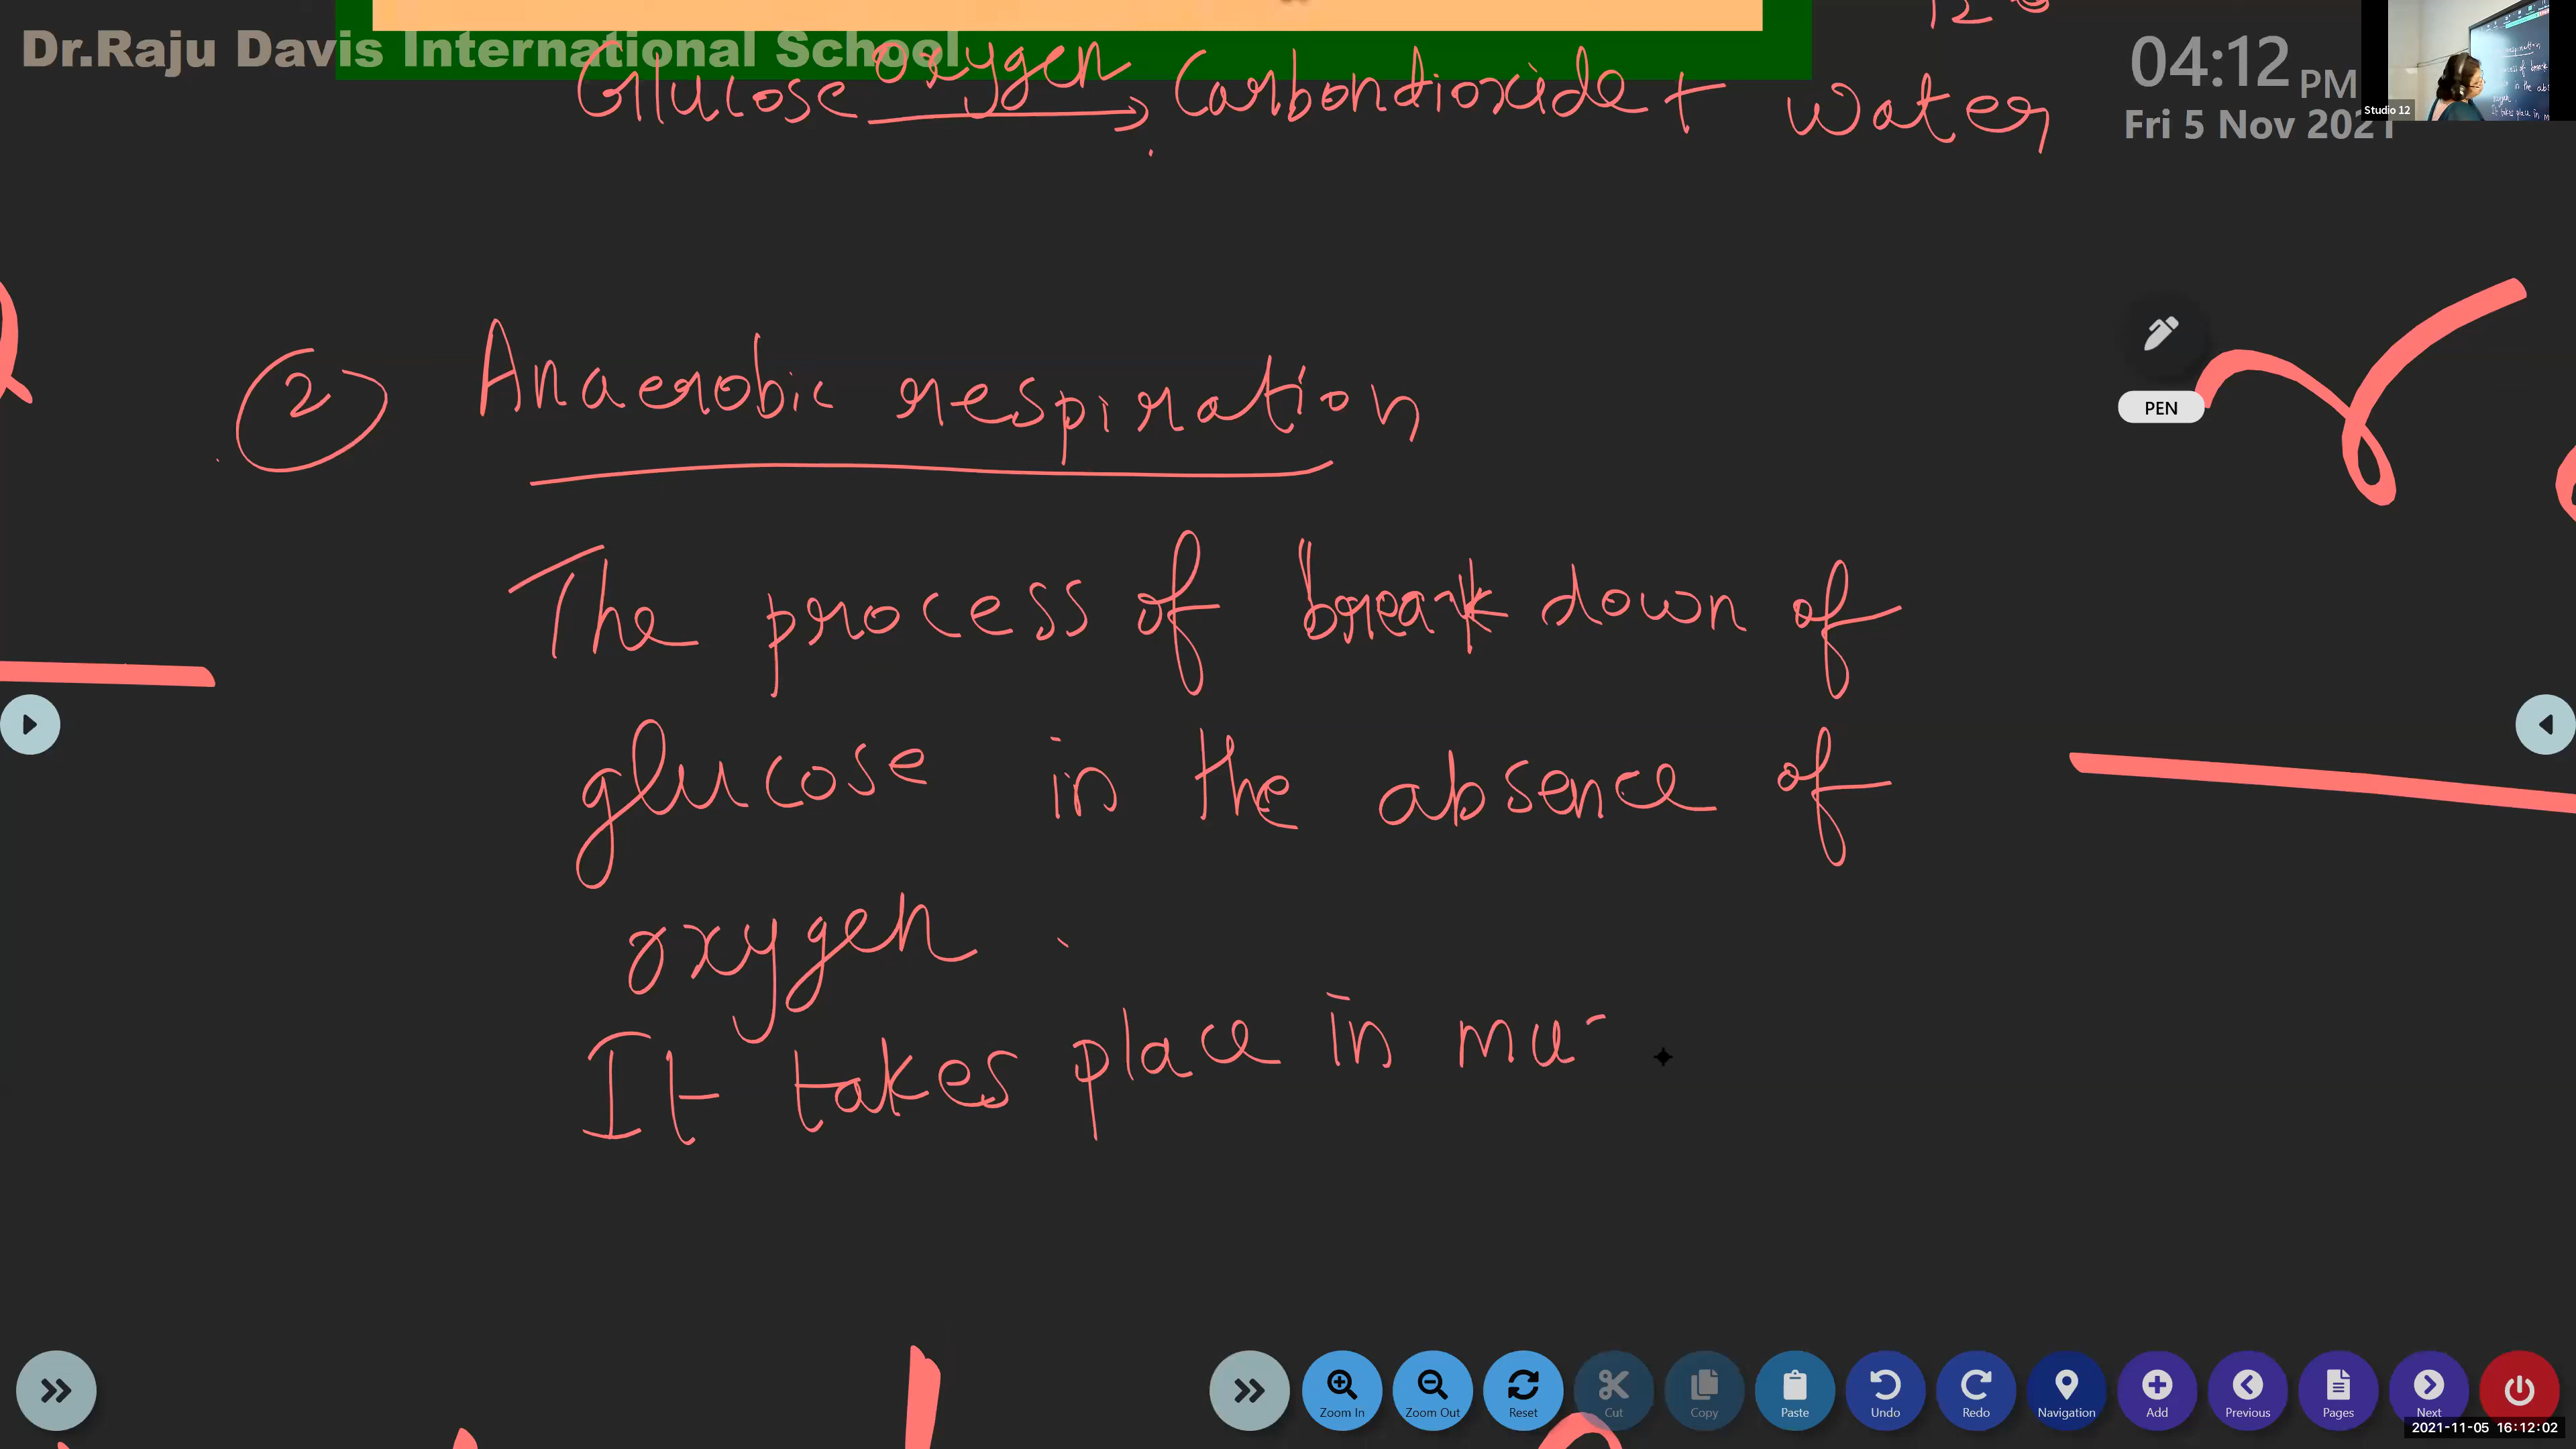 Dr.Raju Davis International School
04:12 PM
Fri 5 Nov 2021
Studio 12
Glucose oxygen → Carbondioxide + Water
② Anaerobic respiration
PEN
The process of break down of
glucose in the absence of
oxygen.
It takes place in mu
Zoom In Zoom Out Reset Cut Copy Paste Undo Redo Navigation Add Previous Pages Next
2021-11-05 16:12:02